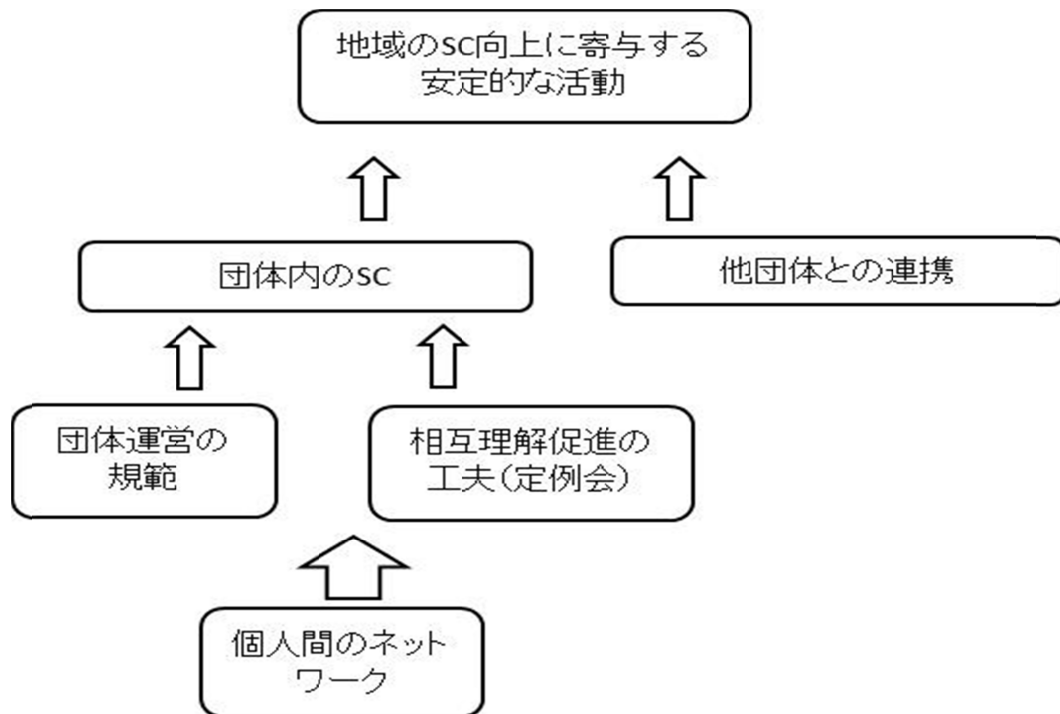 地域のSC向上に寄与する
安定的な活動
団体内のSC
他団体との連携
団体運営の
規範
相互理解促進の
工夫(定例会)
個人間のネット
ワーク